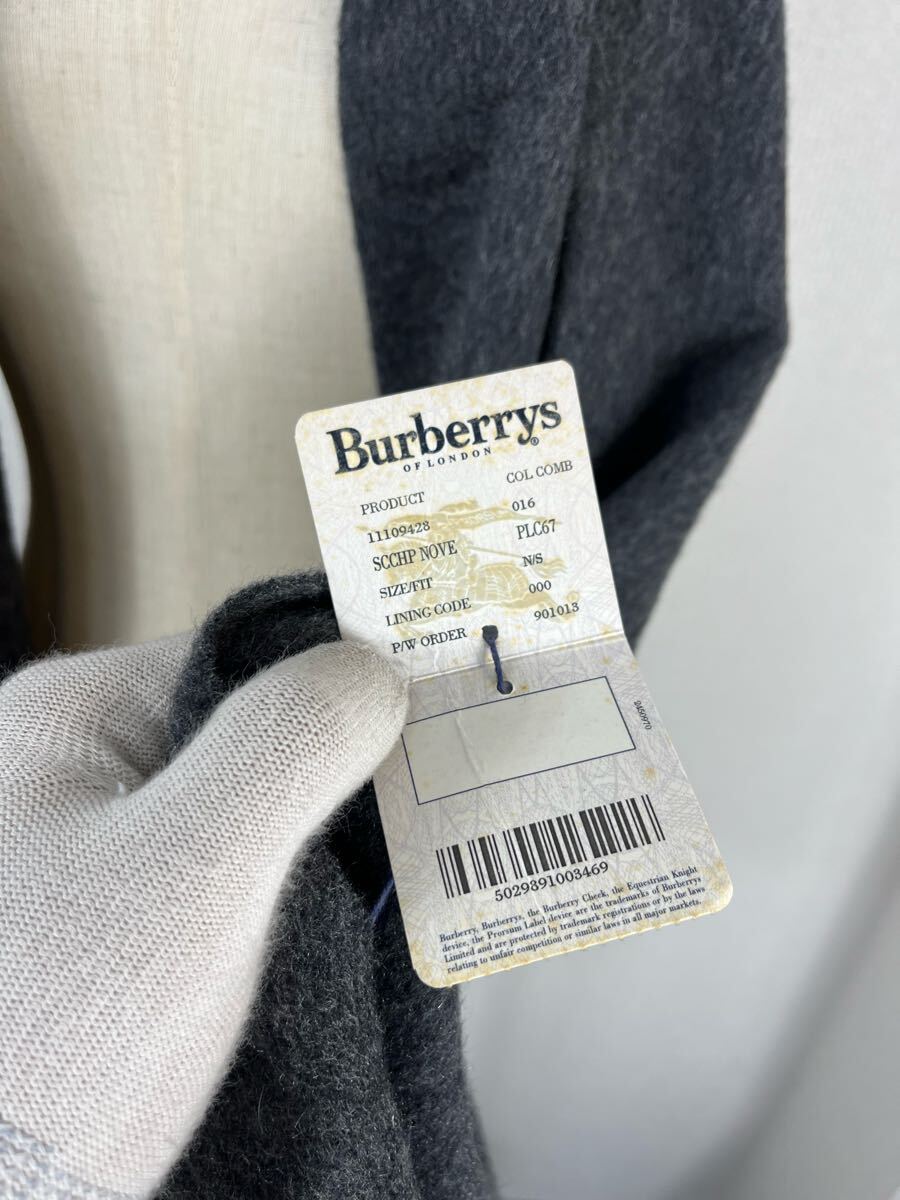 Burberrys®
OF LONDON
PRODUCT COL COMB
11109428 016
SCCHP NOVE PLC67
SIZE/FIT N/S
LINING CODE 000
P/W ORDER 901013
2450970
5029391003469
Burberry, Burberrys, the Burberry Check, the Equestrian Knight
device, the Prorsum Label device are the trademarks of Burberrys
Limited and are protected by trademark registrations or by the laws
relating to unfair competition or similar laws in all major markets.